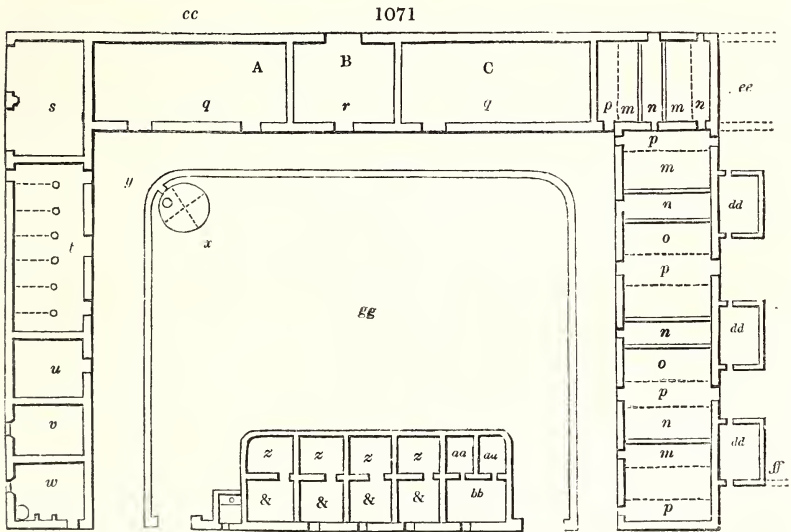 cc 1071
A B C
s q r q p m n m n ee
p
y m
n dd
t x o
p
gg
n dd
u o
p
v z z z z aa aa n
m dd ff
w & & & & bb
p